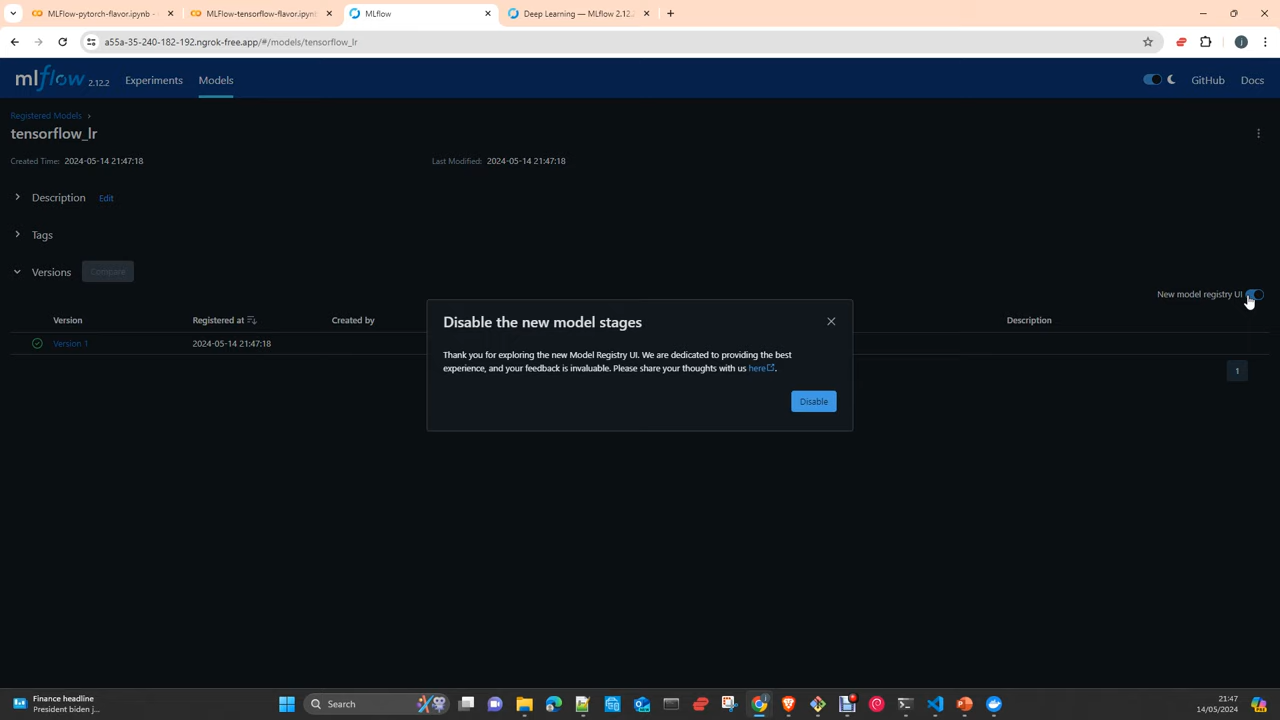 MLFlow-pytorch-flavor.ipynb -
MLFlow-tensorflow-flavor.ipynb
MLflow
Deep Learning — MLflow 2.12.
a55a-35-240-182-192.ngrok-free.app/#/models/tensorflow_lr
mlflow 2.12.2
Experiments
Models
GitHub
Docs
Registered Models
tensorflow_lr
Created Time: 2024-05-14 21:47:18
Last Modified: 2024-05-14 21:47:18
Description Edit
Tags
Versions Compare
New model registry UI
Version
Registered at
Created by
Description
Version 1
2024-05-14 21:47:18
1
Disable the new model stages
Thank you for exploring the new Model Registry UI. We are dedicated to providing the best
experience, and your feedback is invaluable. Please share your thoughts with us here.
Disable
Finance headline
President biden j...
Search
21:47
14/05/2024